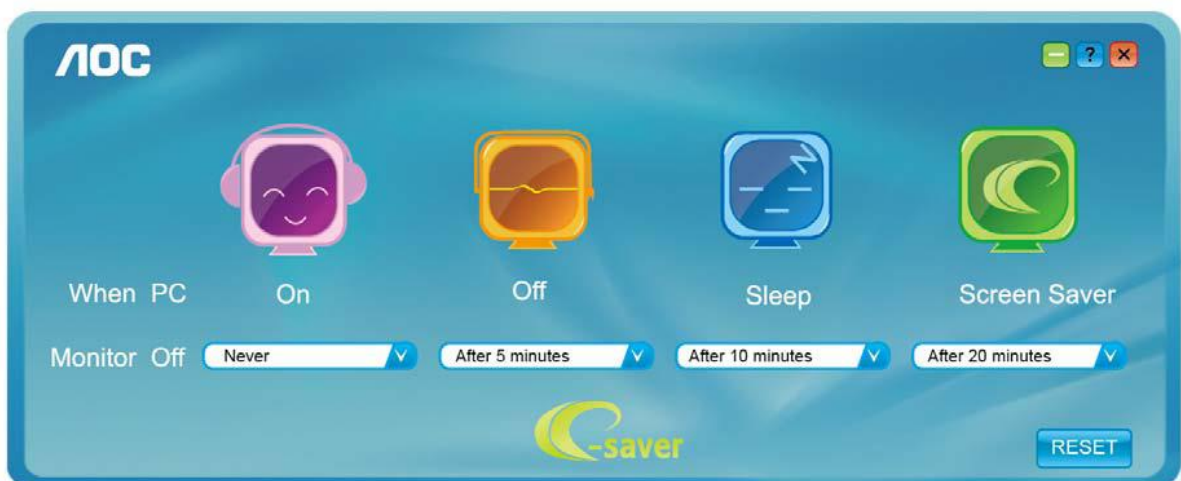 AOC
?
When PC On Off Sleep Screen Saver
Monitor Off Never After 5 minutes After 10 minutes After 20 minutes
e-saver
RESET